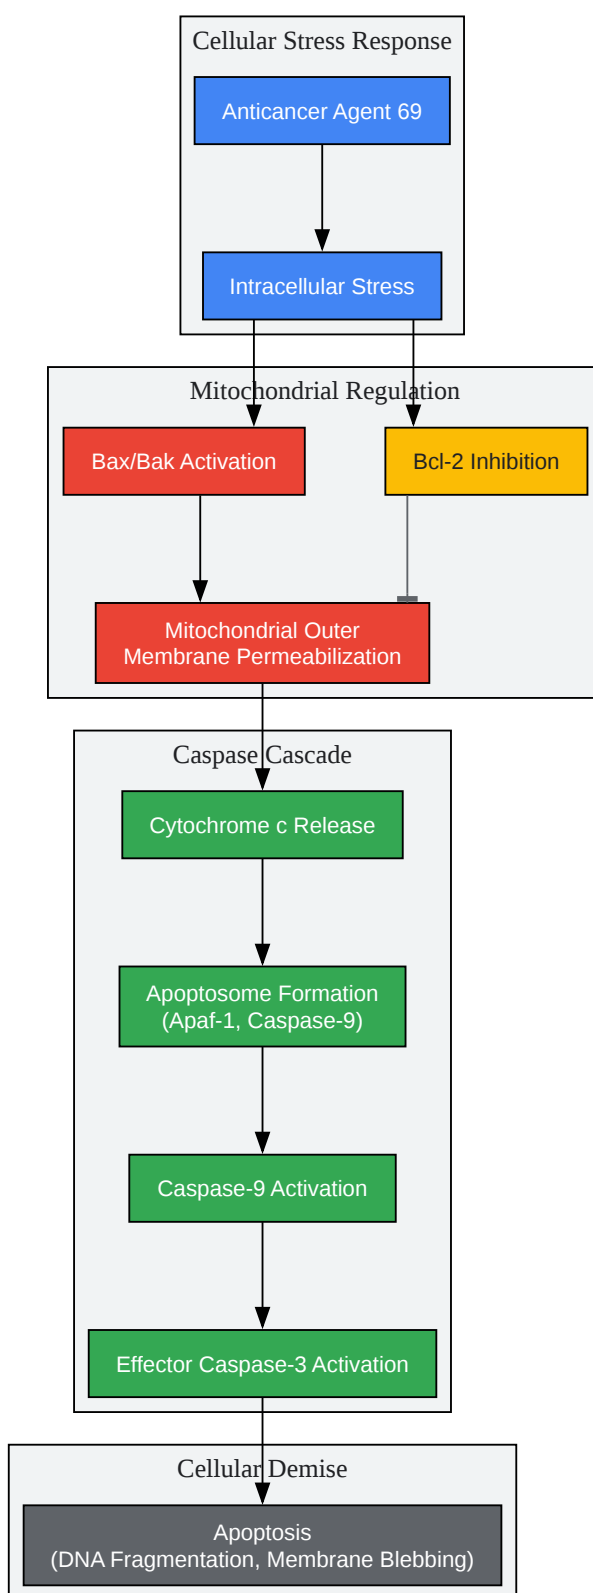 Cellular Stress Response
Anticancer Agent 69
Intracellular Stress
Mitochondrial Regulation
Bax/Bak Activation
Bcl-2 Inhibition
Mitochondrial Outer
Membrane Permeabilization
Caspase Cascade
Cytochrome c Release
Apoptosome Formation
(Apaf-1, Caspase-9)
Caspase-9 Activation
Effector Caspase-3 Activation
Cellular Demise
Apoptosis
(DNA Fragmentation, Membrane Blebbing)